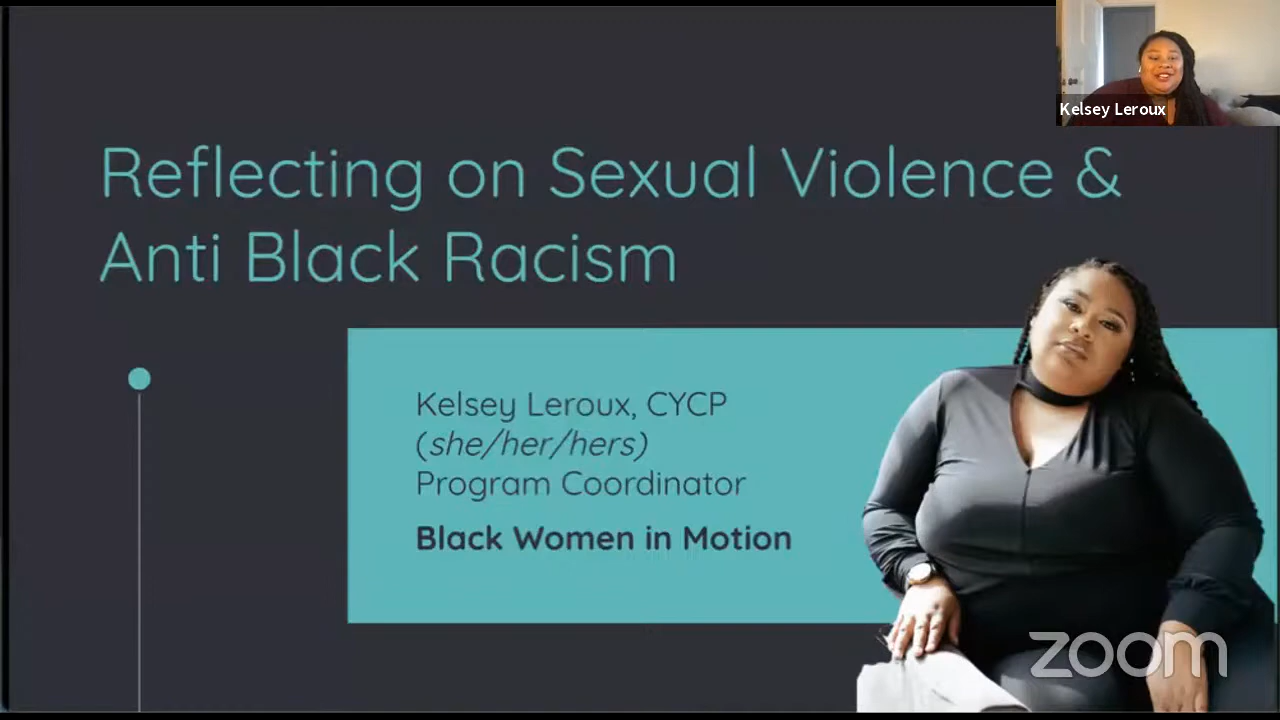 Kelsey Leroux
Reflecting on Sexual Violence &
Anti Black Racism
Kelsey Leroux, CYCP
(she/her/hers)
Program Coordinator
Black Women in Motion
zoom